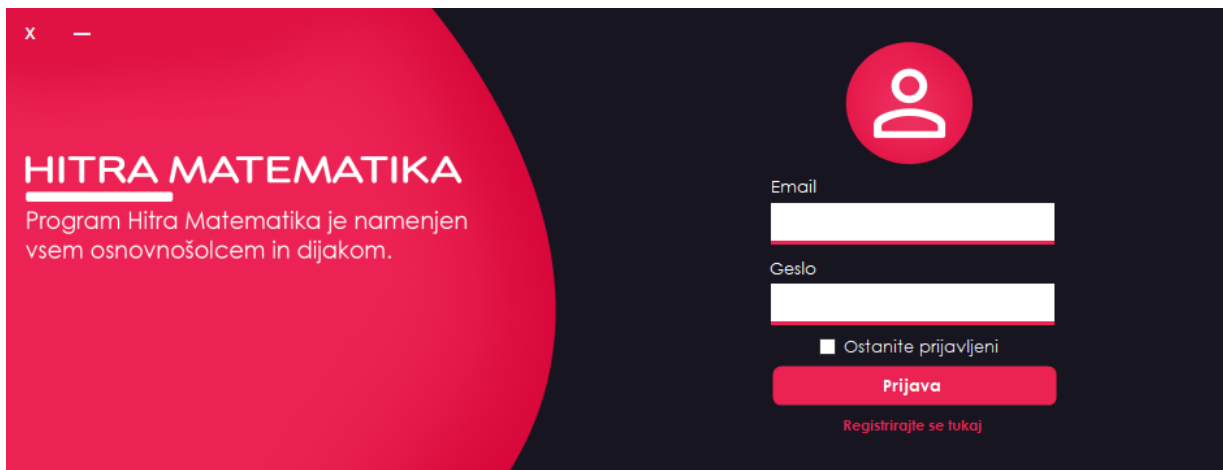 X —
HITRA MATEMATIKA
Program Hitra Matematika je namenjen
vsem osnovnošolcem in dijakom.
Email
Geslo
Ostanite prijavljeni
Prijava
Registrirajte se tukaj